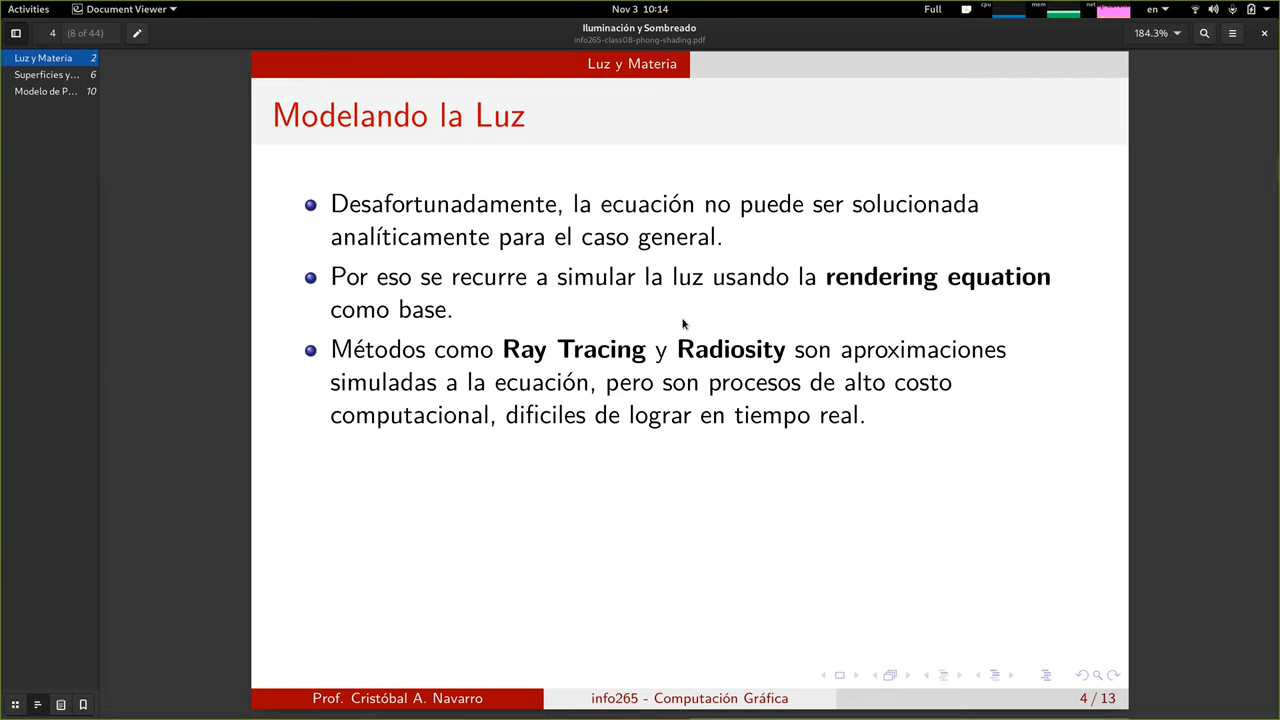 Activities
Document Viewer
Nov 3 10:14
Full
cpu
mem
net
en
4
(8 of 44)
Iluminación y Sombreado
info265-class08-phong-shading.pdf
184.3%
Luz y Materia 2
Superficies y... 6
Modelo de P... 10
Luz y Materia
Modelando la Luz
Desafortunadamente, la ecuación no puede ser solucionada
analíticamente para el caso general.
Por eso se recurre a simular la luz usando la rendering equation
como base.
Métodos como Ray Tracing y Radiosity son aproximaciones
simuladas a la ecuación, pero son procesos de alto costo
computacional, dificiles de lograr en tiempo real.
Prof. Cristóbal A. Navarro
info265 - Computación Gráfica
4 / 13